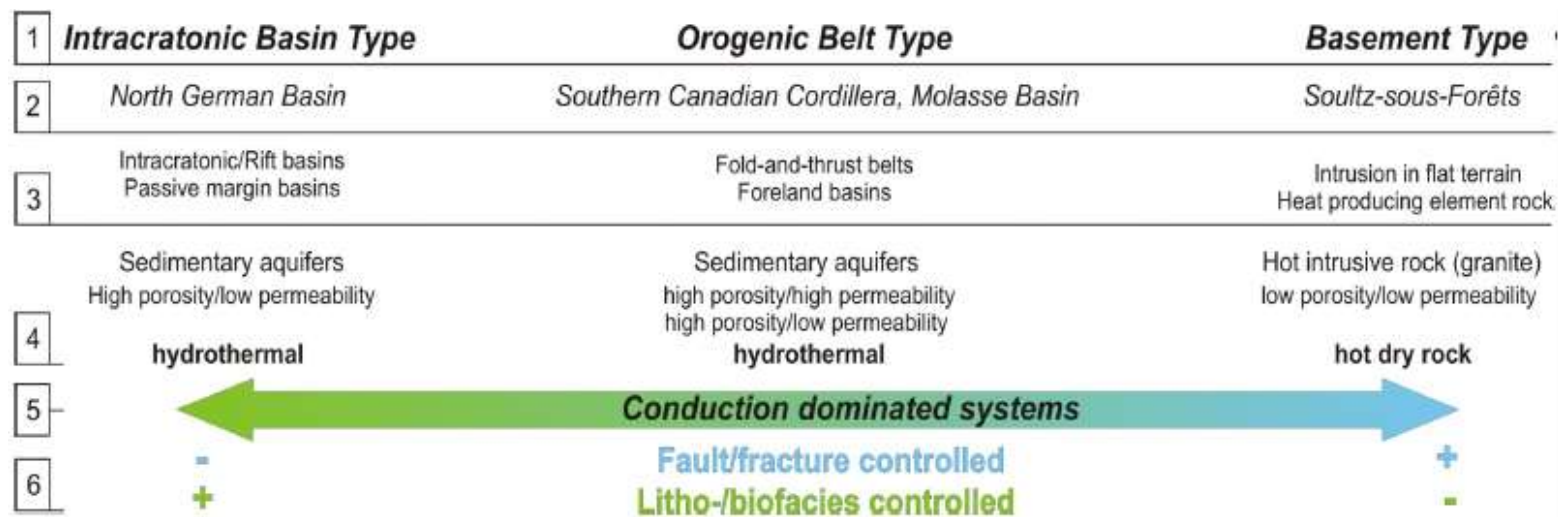 1 Intracratonic Basin Type Orogenic Belt Type Basement Type
2 North German Basin Southern Canadian Cordillera, Molasse Basin Soultz-sous-Forêts
3
Intracratonic/Rift basins Fold-and-thrust belts Intrusion in flat terrain
Passive margin basins Foreland basins Heat producing element rock
Sedimentary aquifers Sedimentary aquifers Hot intrusive rock (granite)
High porosity/low permeability high porosity/high permeability low porosity/low permeability
high porosity/low permeability
4
hydrothermal hydrothermal hot dry rock
5 Conduction dominated systems
- Fault/fracture controlled +
6
+ Litho-/biofacies controlled -